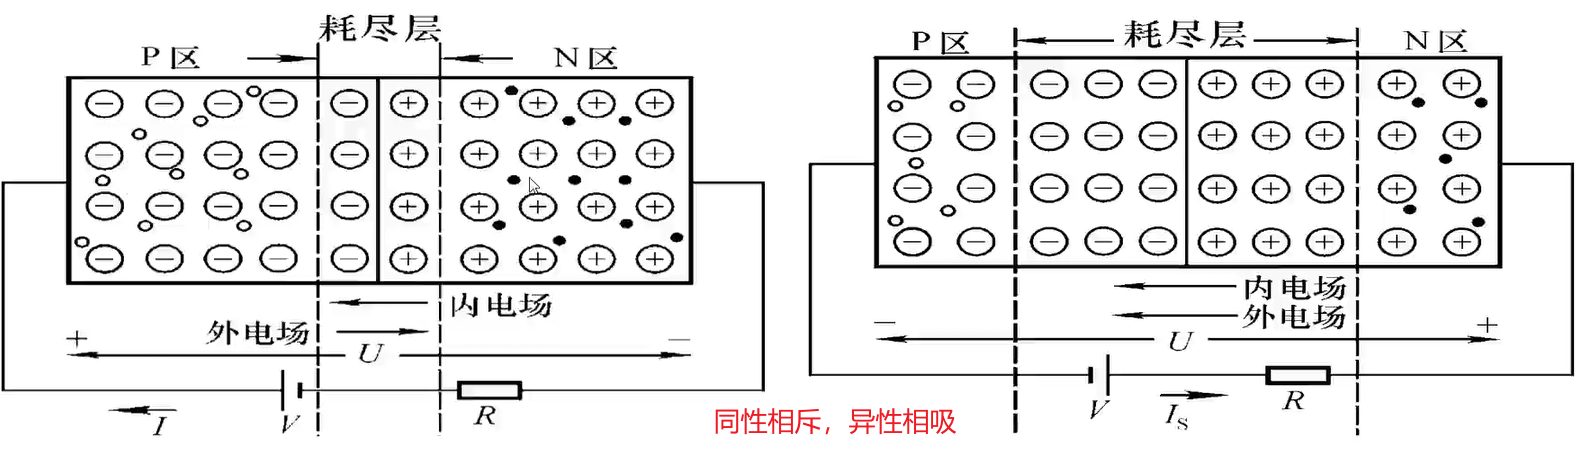 耗尽层
P 区
N 区
内电场
外电场
+ U −
V
R
I
耗尽层
P 区
N 区
内电场
外电场
− U +
V
R
I_S
同性相斥，异性相吸